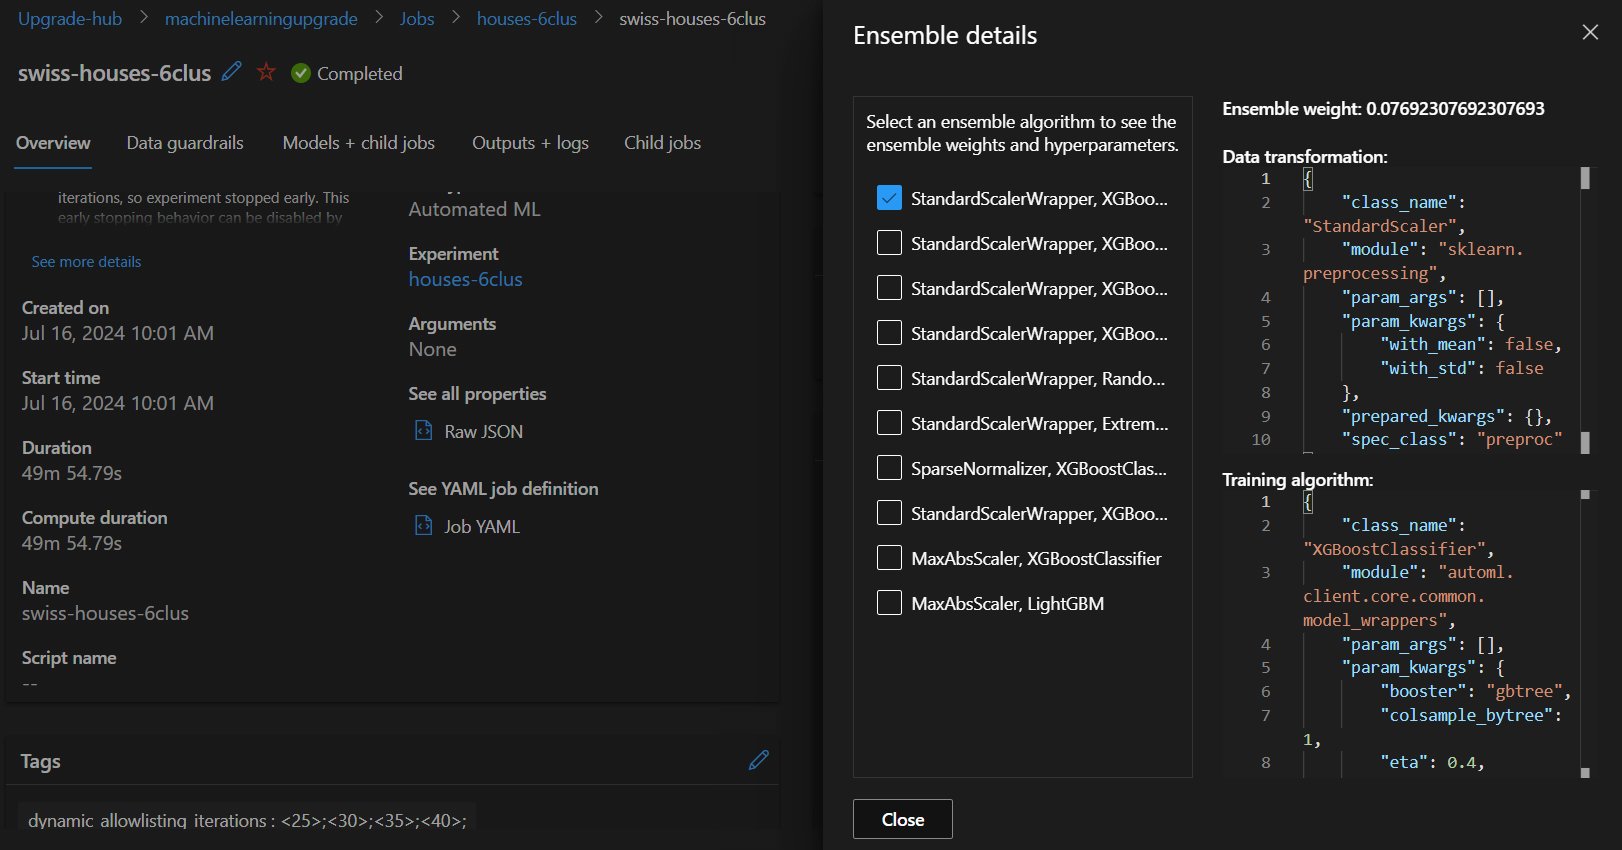 Upgrade-hub > machinelearningupgrade > Jobs > houses-6clus > swiss-houses-6clus
swiss-houses-6clus Completed
Overview Data guardrails Models + child jobs Outputs + logs Child jobs
iterations, so experiment stopped early. This
early stopping behavior can be disabled by
See more details
Created on
Jul 16, 2024 10:01 AM
Start time
Jul 16, 2024 10:01 AM
Duration
49m 54.79s
Compute duration
49m 54.79s
Name
swiss-houses-6clus
Script name
--
Automated ML
Experiment
houses-6clus
Arguments
None
See all properties
Raw JSON
See YAML job definition
Job YAML
Tags
dynamic_allowlisting_iterations : <25>;<30>;<35>;<40>;
Ensemble details
Select an ensemble algorithm to see the
ensemble weights and hyperparameters.
StandardScalerWrapper, XGBoo...
StandardScalerWrapper, XGBoo...
StandardScalerWrapper, XGBoo...
StandardScalerWrapper, XGBoo...
StandardScalerWrapper, Rando...
StandardScalerWrapper, Extrem...
SparseNormalizer, XGBoostClas...
StandardScalerWrapper, XGBoo...
MaxAbsScaler, XGBoostClassifier
MaxAbsScaler, LightGBM
Close
Ensemble weight: 0.07692307692307693
Data transformation:
1 {
2 "class_name":
"StandardScaler",
3 "module": "sklearn.
preprocessing",
4 "param_args": [],
5 "param_kwargs": {
6 "with_mean": false,
7 "with_std": false
8 },
9 "prepared_kwargs": {},
10 "spec_class": "preproc"
Training algorithm:
1 {
2 "class_name":
"XGBoostClassifier",
3 "module": "automl.
client.core.common.
model_wrappers",
4 "param_args": [],
5 "param_kwargs": {
6 "booster": "gbtree",
7 "colsample_bytree":
1,
8 "eta": 0.4,